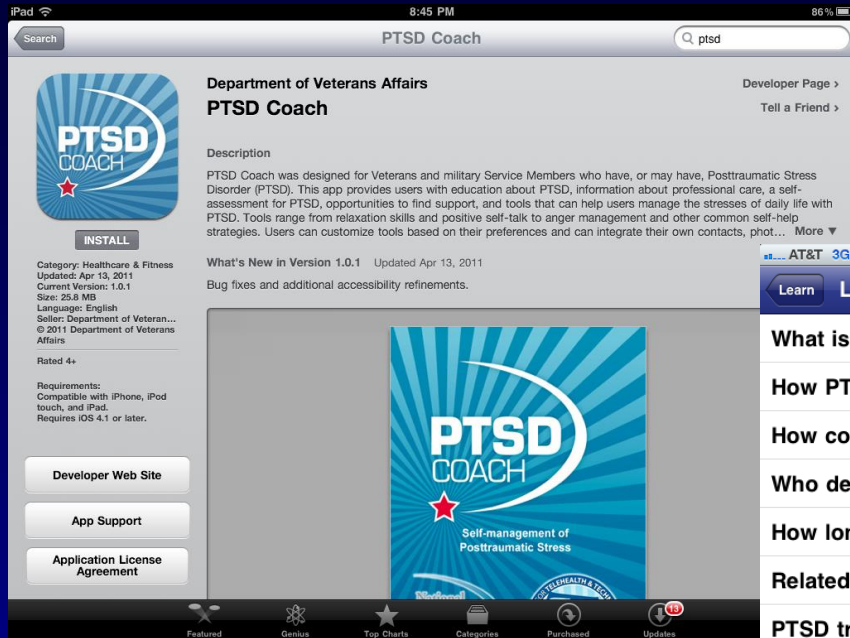 iPad 8:45 PM 86%
Search PTSD Coach ptsd
PTSD
COACH
Department of Veterans Affairs
PTSD Coach
Developer Page >
Tell a Friend >
Description
PTSD Coach was designed for Veterans and military Service Members who have, or may have, Posttraumatic Stress
Disorder (PTSD). This app provides users with education about PTSD, information about professional care, a self-
assessment for PTSD, opportunities to find support, and tools that can help users manage the stresses of daily life with
PTSD. Tools range from relaxation skills and positive self-talk to anger management and other common self-help
strategies. Users can customize tools based on their preferences and can integrate their own contacts, phot... More ▼
What's New in Version 1.0.1 Updated Apr 13, 2011
Bug fixes and additional accessibility refinements.
INSTALL
Category: Healthcare & Fitness
Updated: Apr 13, 2011
Current Version: 1.0.1
Size: 25.8 MB
Language: English
Seller: Department of Veteran...
© 2011 Department of Veterans
Affairs
Rated 4+
Requirements:
Compatible with iPhone, iPod
touch, and iPad.
Requires iOS 4.1 or later.
Developer Web Site
App Support
Application License
Agreement
PTSD
COACH
Self-management of
Posttraumatic Stress
National
FOR TELEHEALTH & TECH
Featured Genius Top Charts Categories Purchased Updates 13
AT&T 3G
Learn L
What is
How PT
How co
Who de
How lon
Related
PTSD tr